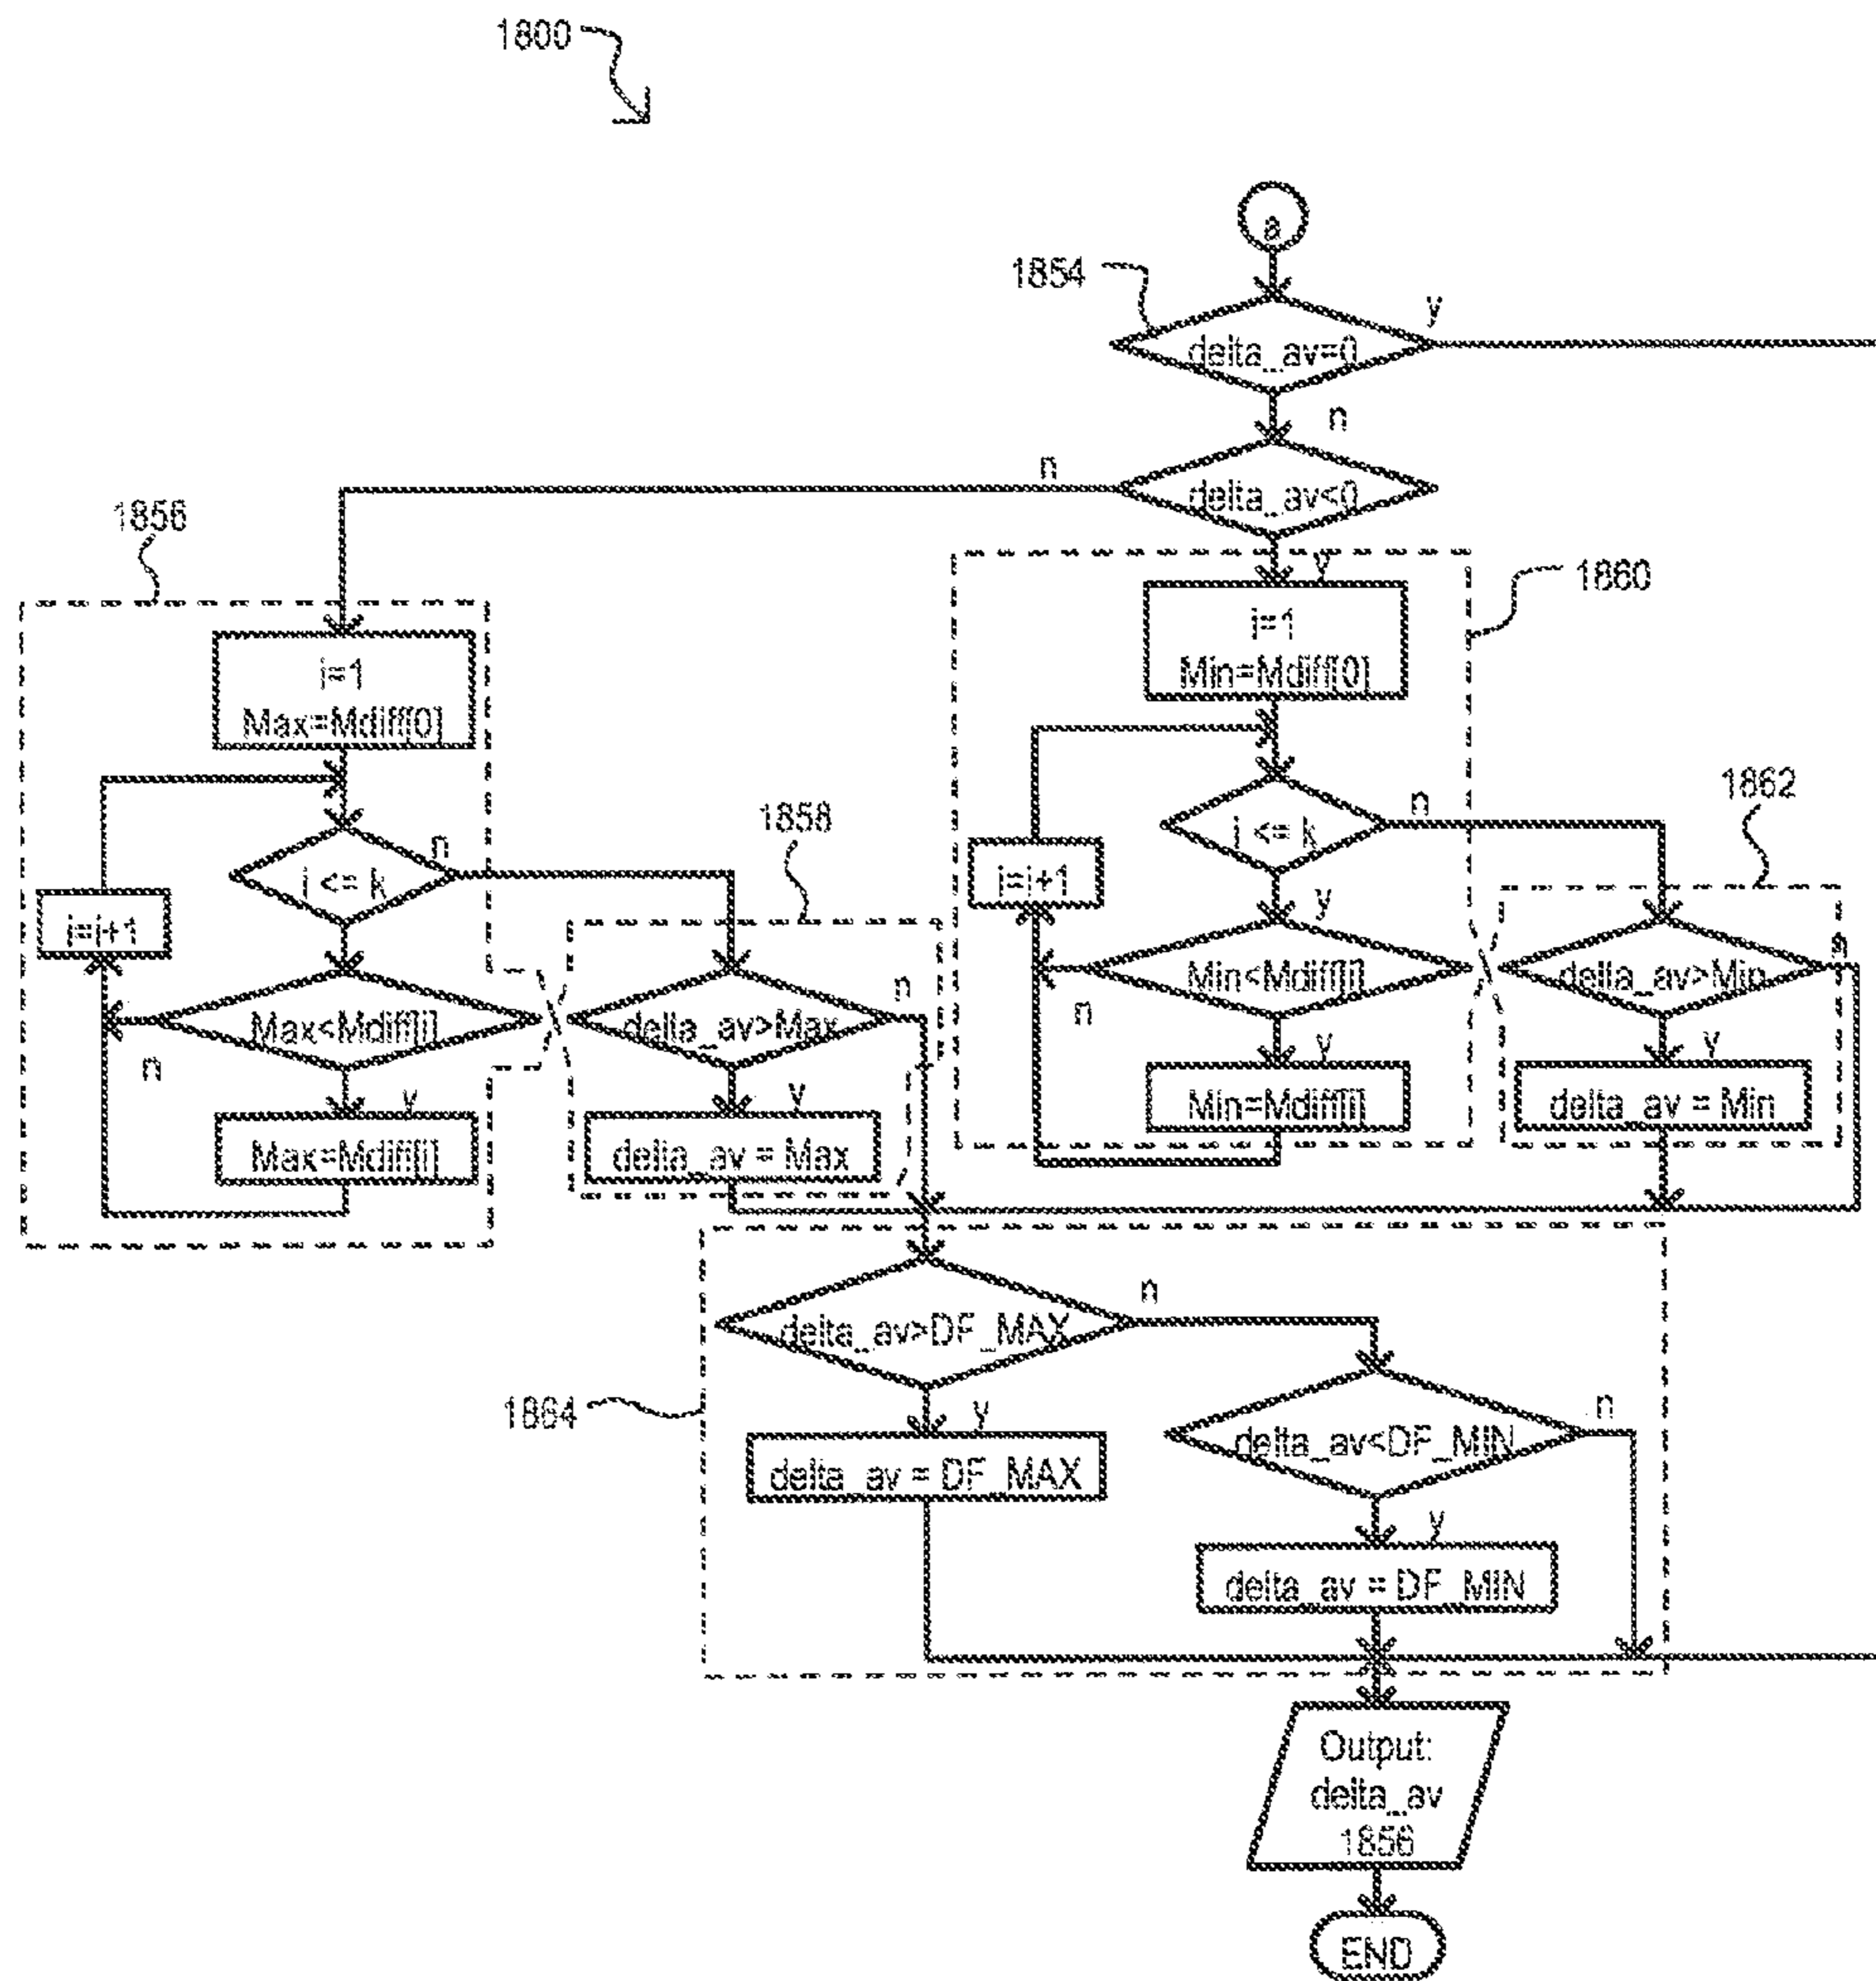 1800
a
1854
y
delta_av=0
n
n
delta_av<0
1856
y
1860
i=1
Max=Mdiff[0]
i=1
Min=Mdiff[0]
1858
n
1862
i <= k
n
i <= k
i=i+1
i=i+1
y
Max<Mdiff[i]
n
delta_av>Max
n
Min<Mdiff[i]
n
delta_av>Min
n
y
Max=Mdiff[i]
y
delta_av = Max
y
Min=Mdiff[i]
y
delta_av = Min
delta_av>DF_MAX
n
1864
y
delta_av<DF_MIN
n
delta_av = DF_MAX
y
delta_av = DF_MIN
Output:
delta_av
1856
END